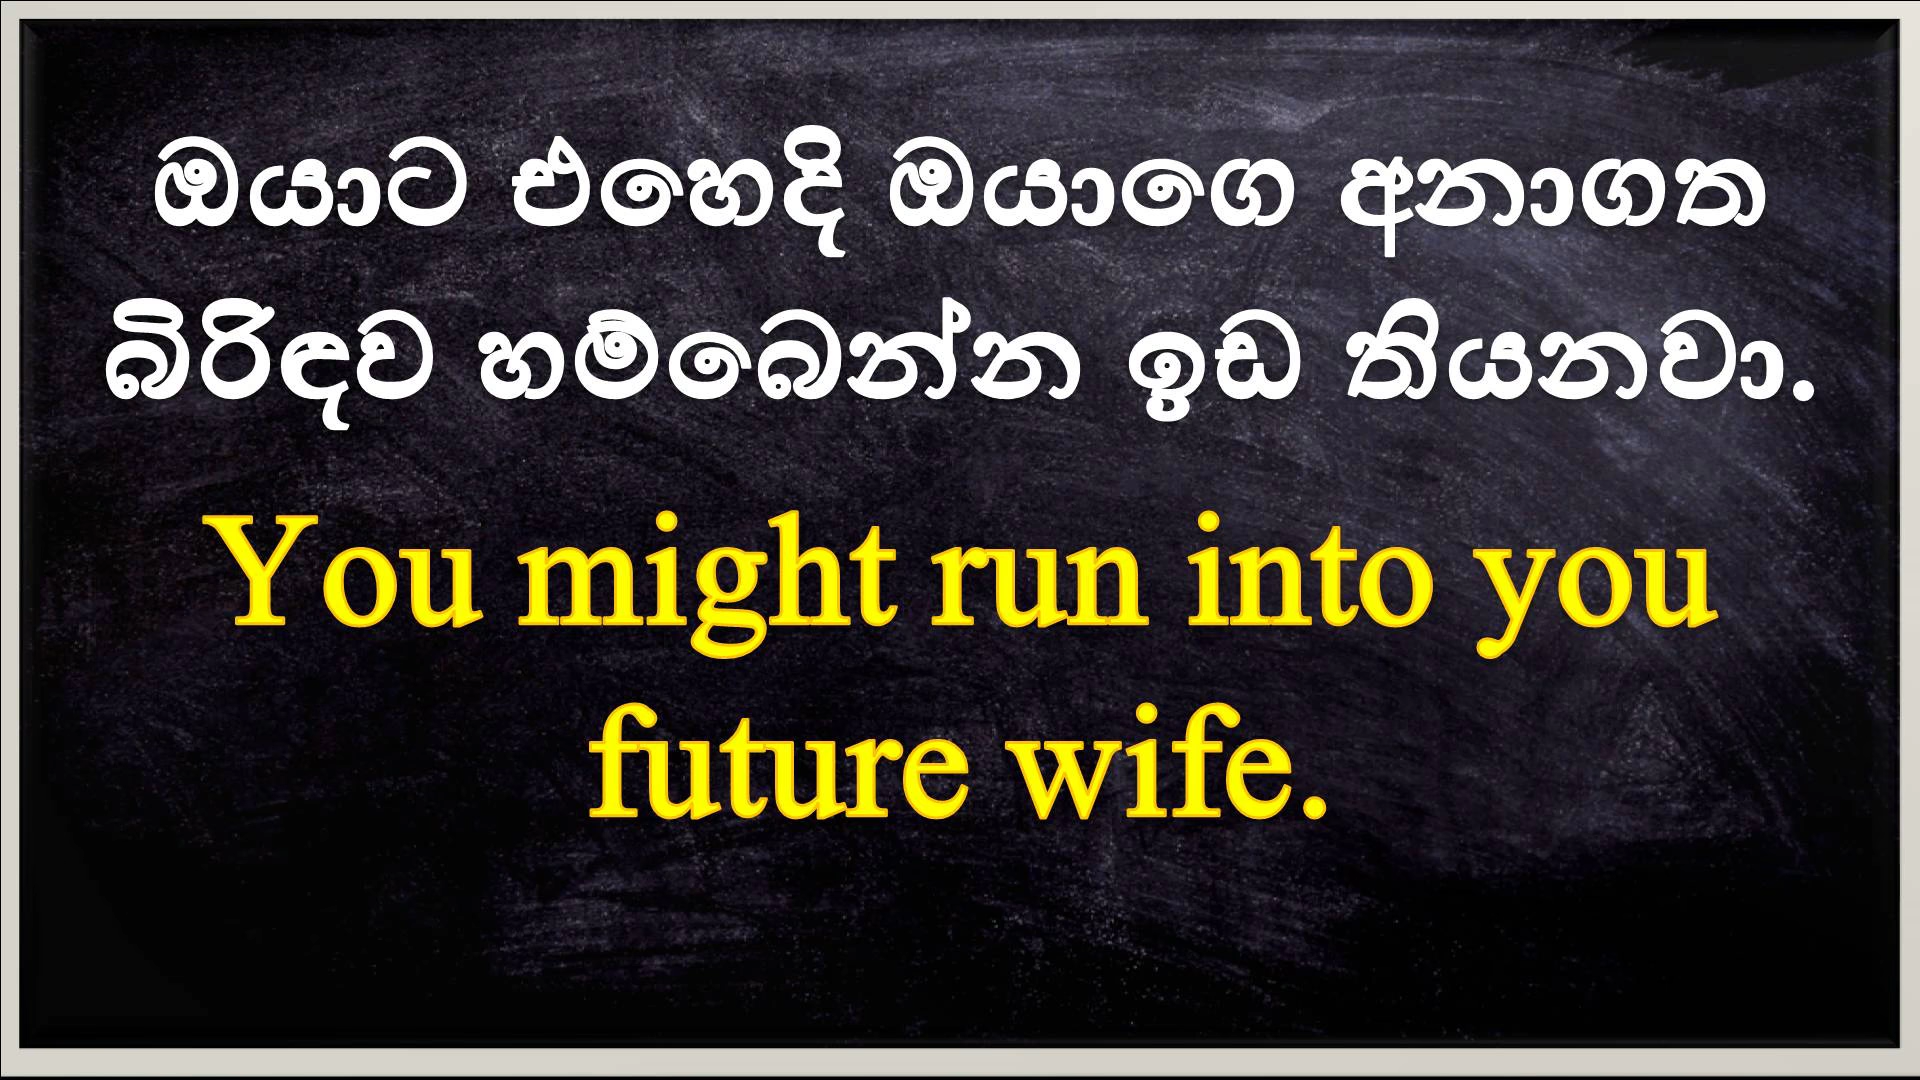 ඔයාට එහෙදි ඔයාගෙ අනාගත
බිරිඳව හම්බෙන්න ඉඩ තියනවා.
You might run into you
future wife.